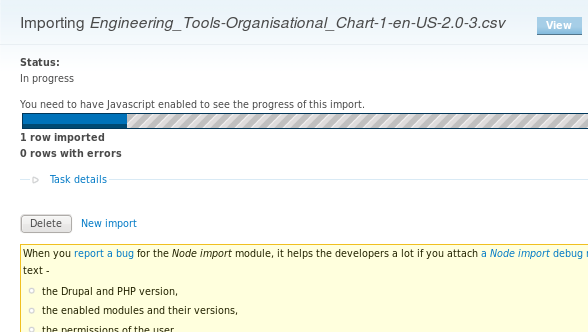 Importing Engineering_Tools-Organisational_Chart-1-en-US-2.0-3.csv
View
Status:
In progress
You need to have Javascript enabled to see the progress of this import.
1 row imported
0 rows with errors
Task details
Delete New import
When you report a bug for the Node import module, it helps the developers a lot if you attach a Node import debug
text -
the Drupal and PHP version,
the enabled modules and their versions,
the permissions of the user